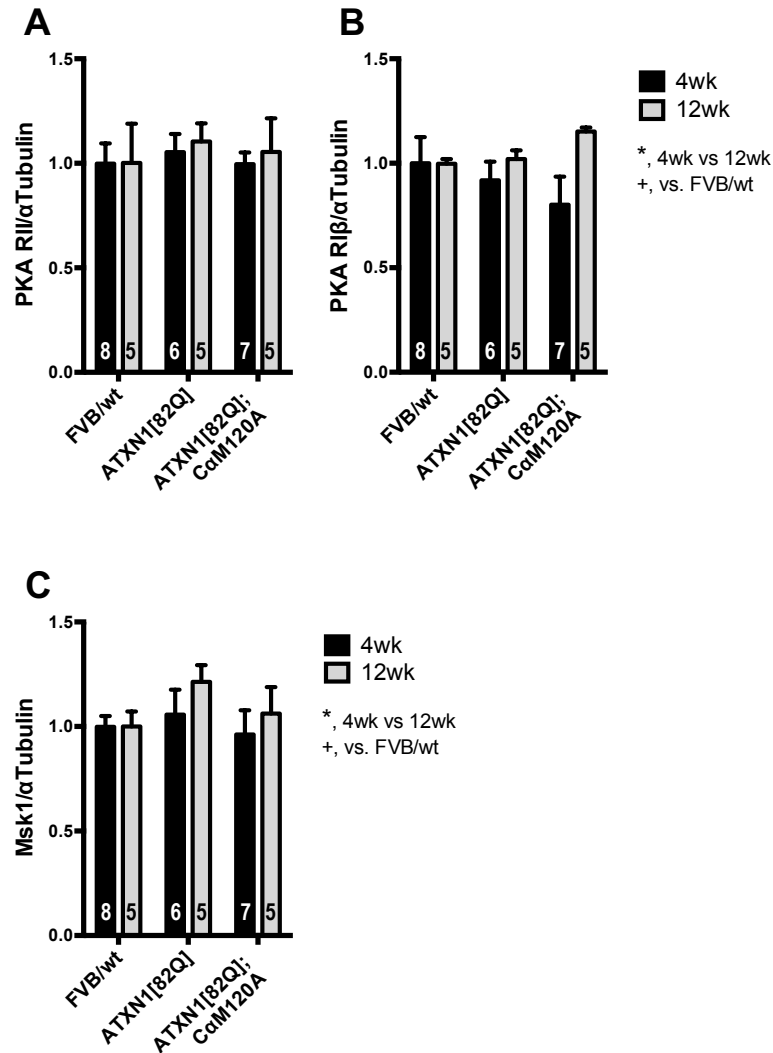 A
PKA RII/αTubulin
1.5
1.0
0.5
0.0
8
5
6
5
7
5
FVB/wt
ATXN1[82Q]
ATXN1[82Q];
CαM120A
B
PKA RIβ/αTubulin
1.5
1.0
0.5
0.0
8
5
6
5
7
5
FVB/wt
ATXN1[82Q]
ATXN1[82Q];
CαM120A
4wk
12wk
*, 4wk vs 12wk
+, vs. FVB/wt
C
Msk1/αTubulin
1.5
1.0
0.5
0.0
8
5
6
5
7
5
FVB/wt
ATXN1[82Q]
ATXN1[82Q];
CαM120A
4wk
12wk
*, 4wk vs 12wk
+, vs. FVB/wt